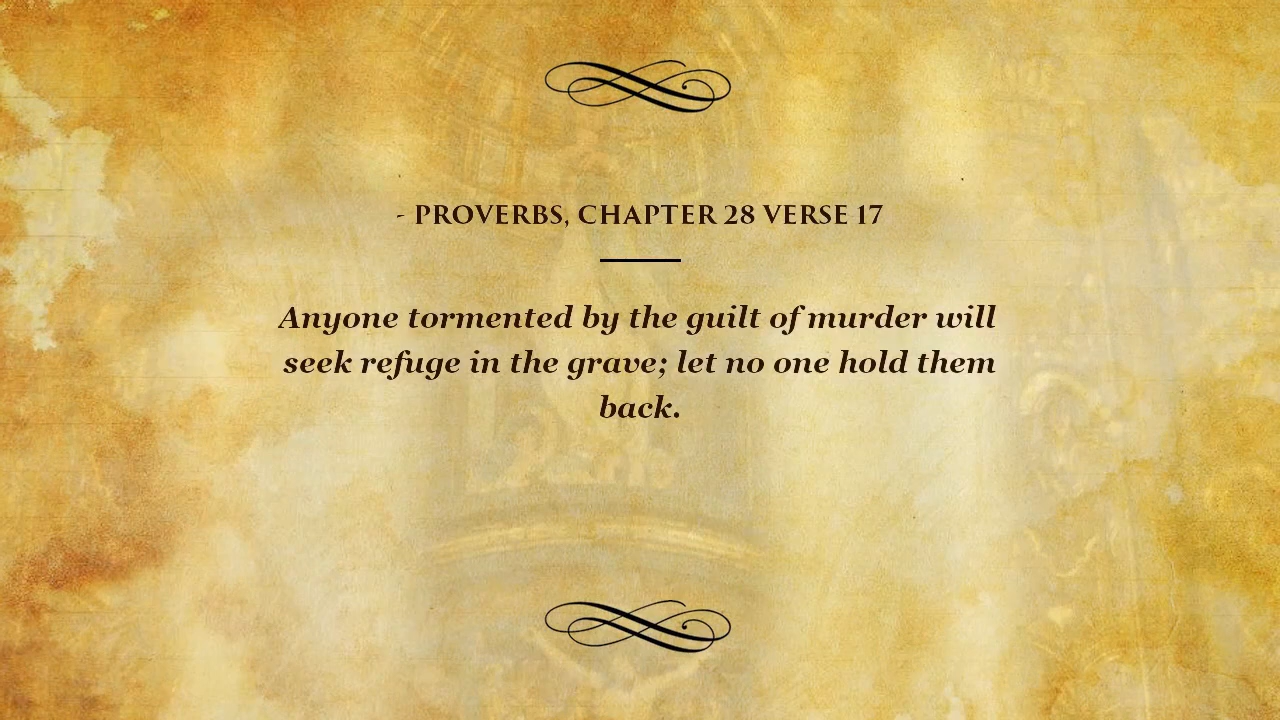 - PROVERBS, CHAPTER 28 VERSE 17
Anyone tormented by the guilt of murder will
seek refuge in the grave; let no one hold them
back.